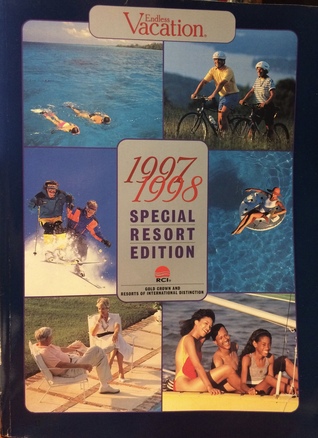 Endless
Vacation®
1997
1998
SPECIAL
RESORT
EDITION
RCI®
GOLD CROWN AND
RESORTS OF INTERNATIONAL DISTINCTION